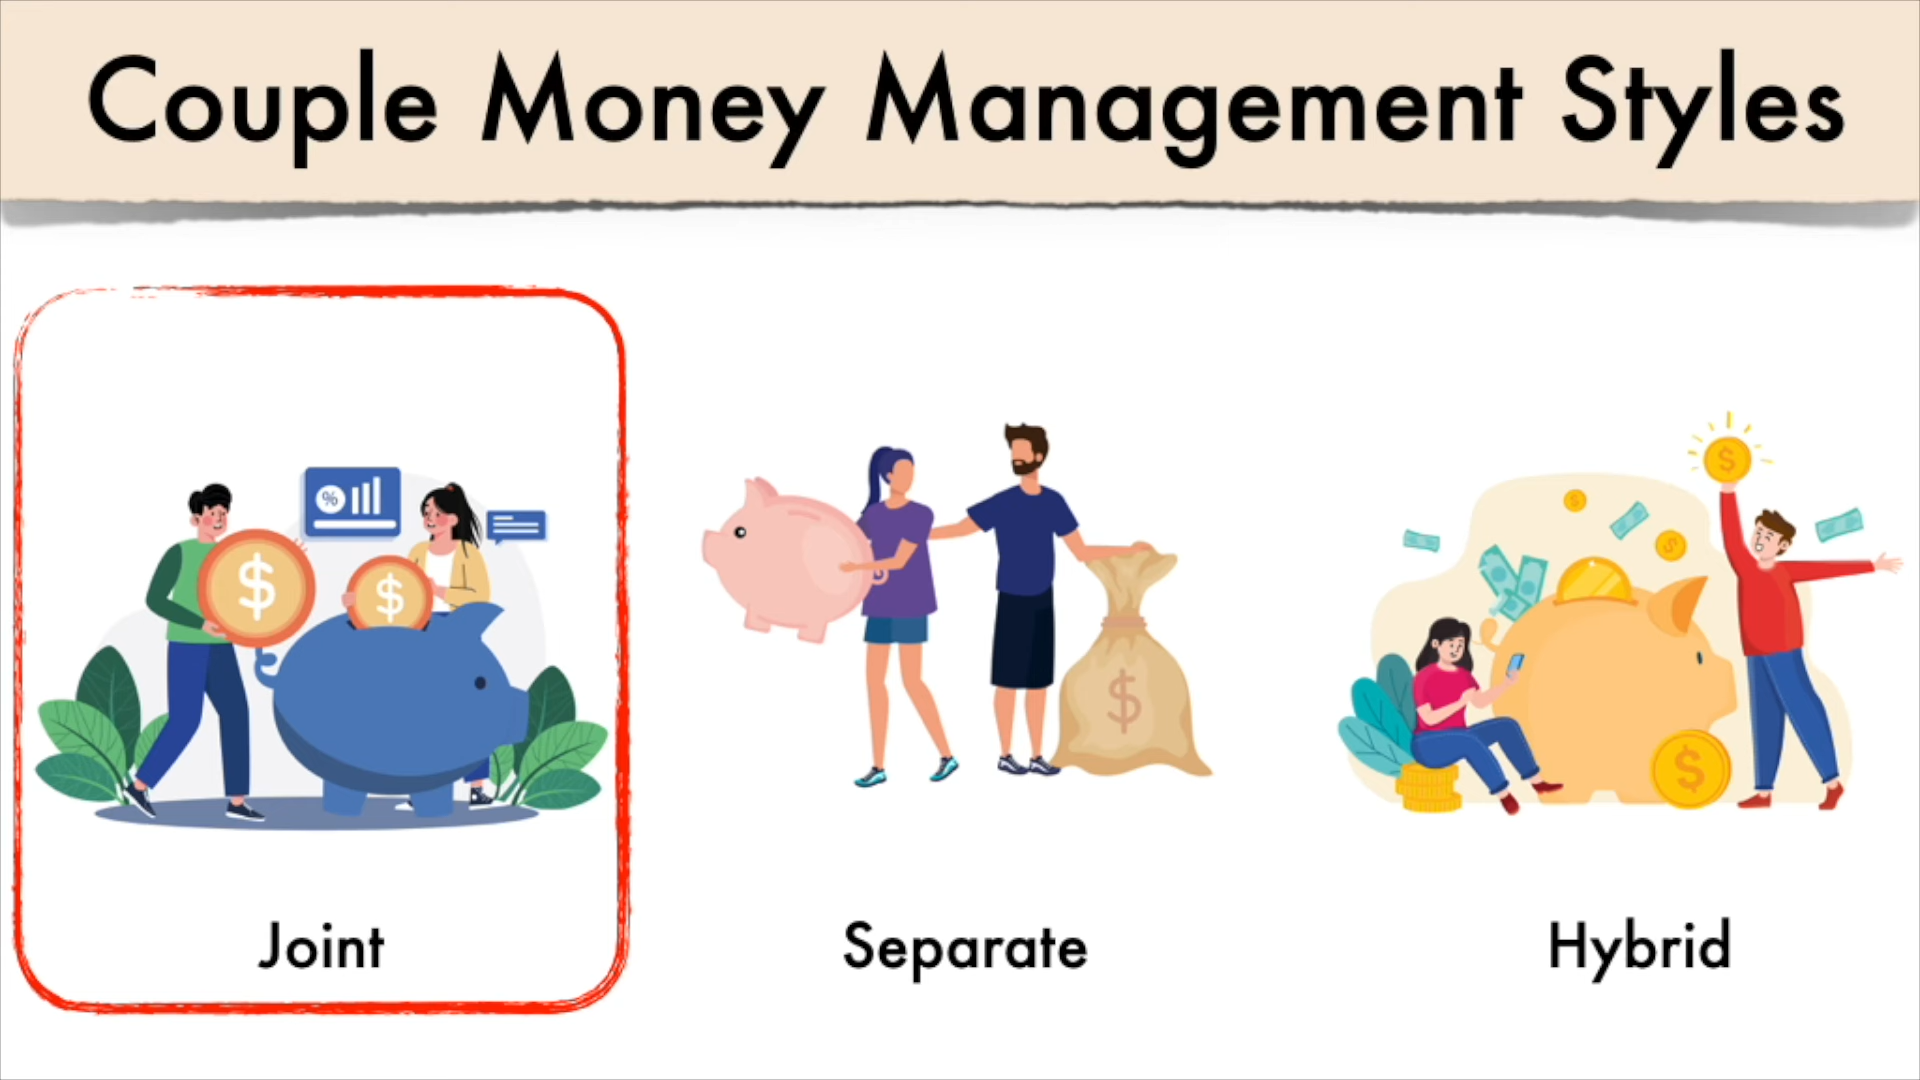 Couple Money Management Styles
%
$
$
$
$
$
$
$
Joint
Separate
Hybrid